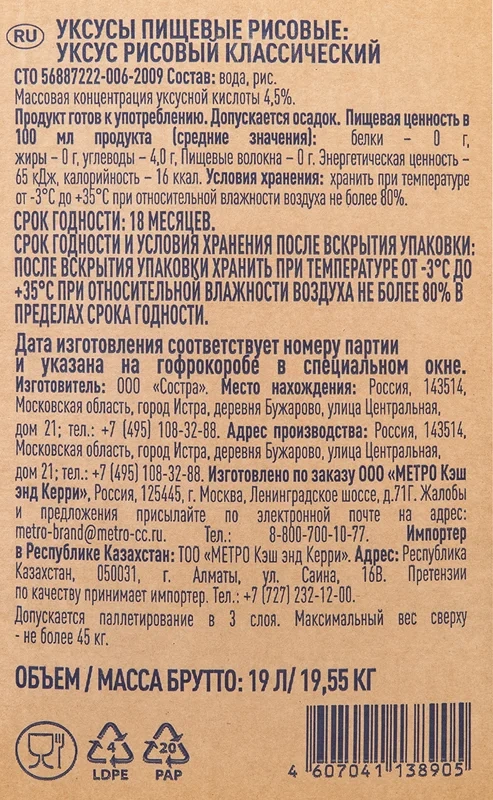 RU
УКСУСЫ ПИЩЕВЫЕ РИСОВЫЕ:
УКСУС РИСОВЫЙ КЛАССИЧЕСКИЙ
СТО 56887222-006-2009 Состав: вода, рис.
Массовая концентрация уксусной кислоты 4,5%.
Продукт готов к употреблению. Допускается осадок. Пищевая ценность в
100 мл продукта (средние значения): белки – 0 г,
жиры – 0 г, углеводы – 4,0 г, Пищевые волокна – 0 г. Энергетическая ценность –
65 кДж, калорийность – 16 ккал. Условия хранения: хранить при температуре
от -3°С до +35°С при относительной влажности воздуха не более 80%.
СРОК ГОДНОСТИ: 18 МЕСЯЦЕВ.
СРОК ГОДНОСТИ И УСЛОВИЯ ХРАНЕНИЯ ПОСЛЕ ВСКРЫТИЯ УПАКОВКИ:
ПОСЛЕ ВСКРЫТИЯ УПАКОВКИ ХРАНИТЬ ПРИ ТЕМПЕРАТУРЕ ОТ -3°С ДО
+35°С ПРИ ОТНОСИТЕЛЬНОЙ ВЛАЖНОСТИ ВОЗДУХА НЕ БОЛЕЕ 80% В
ПРЕДЕЛАХ СРОКА ГОДНОСТИ.
Дата изготовления соответствует номеру партии
и указана на гофрокоробе в специальном окне.
Изготовитель: ООО «Состра». Место нахождения: Россия, 143514,
Московская область, город Истра, деревня Бужарово, улица Центральная,
дом 21; тел.: +7 (495) 108-32-88. Адрес производства: Россия, 143514,
Московская область, город Истра, деревня Бужарово, улица Центральная,
дом 21; тел.: +7 (495) 108-32-88. Изготовлено по заказу ООО «МЕТРО Кэш
энд Керри», Россия, 125445, г. Москва, Ленинградское шоссе, д.71Г. Жалобы
и предложения присылайте по электронной почте на адрес:
metro-brand@metro-cc.ru. Тел.: 8-800-700-10-77. Импортер
в Республике Казахстан: ТОО «МЕТРО Кэш энд Керри». Адрес: Республика
Казахстан, 050031, г. Алматы, ул. Саина, 16В. Претензии
по качеству принимает импортер. Тел.: +7 (727) 232-12-00.
Допускается паллетирование в 3 слоя. Максимальный вес сверху
- не более 45 кг.
ОБЪЕМ / МАССА БРУТТО: 19 Л/ 19,55 КГ
4
LDPE
20
PAP
4 607041 138905